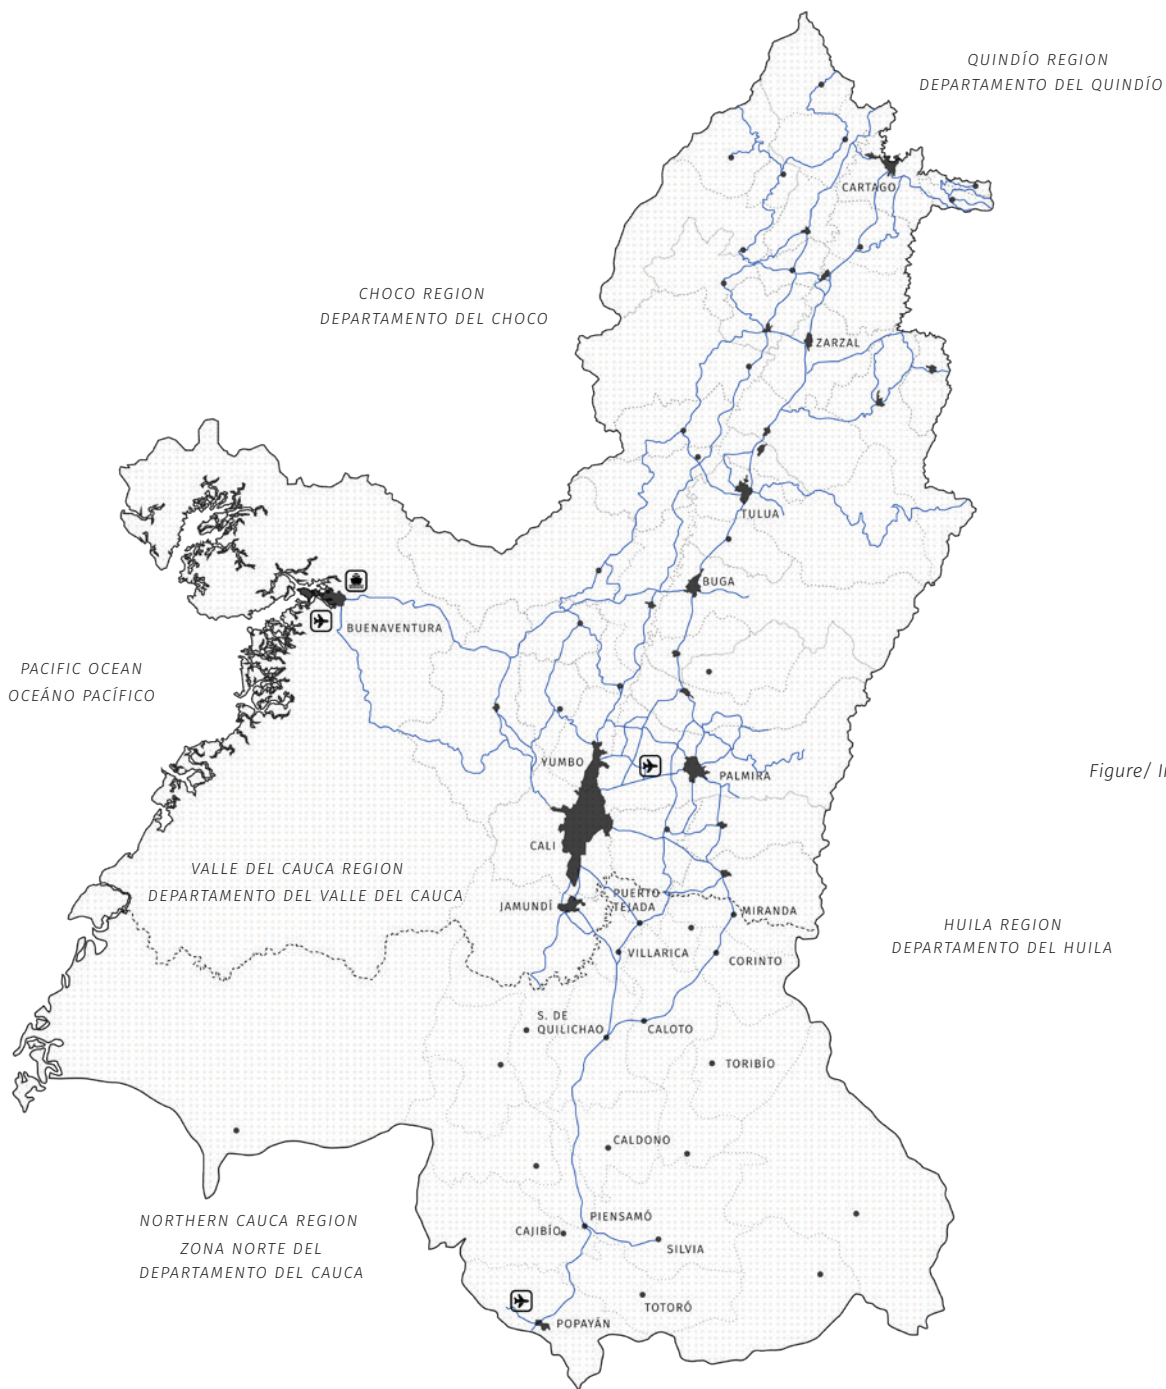 QUINDÍO REGION
DEPARTAMENTO DEL QUINDÍO
CARTAGO
CHOCO REGION
DEPARTAMENTO DEL CHOCO
ZARZAL
TULUA
BUGA
BUENAVENTURA
PACIFIC OCEAN
OCEÁNO PACÍFICO
YUMBO
PALMIRA
Figure/
CALI
VALLE DEL CAUCA REGION
DEPARTAMENTO DEL VALLE DEL CAUCA
JAMUNDÍ
PUERTO
TEJADA
MIRANDA
HUILA REGION
DEPARTAMENTO DEL HUILA
VILLARICA
CORINTO
S. DE
QUILICHAO
CALOTO
TORIBÍO
CALDONO
NORTHERN CAUCA REGION
ZONA NORTE DEL
DEPARTAMENTO DEL CAUCA
PIENSAMÓ
CAJIBÍO
SILVIA
TOTORÓ
POPAYÁN